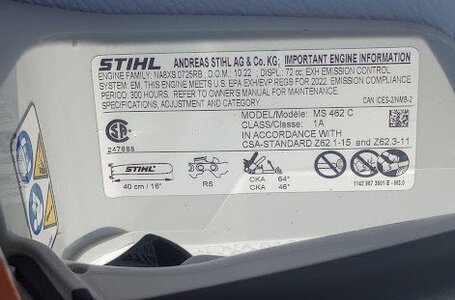 STIHL ANDREAS STIHL AG & Co. KG; IMPORTANT ENGINE INFORMATION
ENGINE FAMILY: NA8XS.0725RB ; D.O.M.: 10.22 ; DISPL.: 72 cc EXH EMISSION CONTROL
SYSTEM: EM. THIS ENGINE MEETS U.S. EPA EXH/EVP REGS FOR 2022. EMISSION COMPLIANCE
PERIOD: 300 HOURS. REFER TO OWNER'S MANUAL FOR MAINTENANCE
SPECIFICATIONS, ADJUSTMENT AND CATEGORY.
CAN ICES-2/NMB-2
MODEL/Modèle: MS 462 C
CLASS/Classe: 1A
IN ACCORDANCE WITH
CSA-STANDARD Z62.1-15 and Z62.3-11
247688
STIHL
40 cm / 16"
RS
CKA 64°
CKA 46°
1142 967 3501 E - M3.0